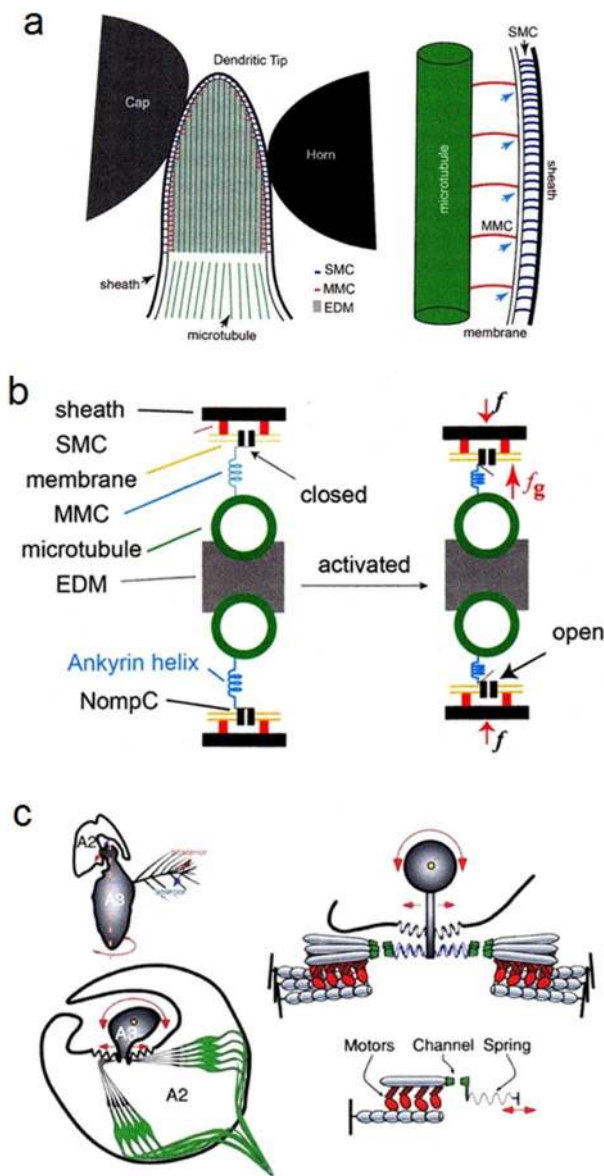 a
Dendritic Tip
Cap
Horn
sheath
microtubule
SMC
MMC
EDM
SMC
microtubule
MMC
sheath
membrane
b
sheath
SMC
membrane
MMC
microtubule
EDM
Ankyrin helix
NompC
closed
activated
f
fg
open
f
c
A2
A3
posterior
A3
A2
Motors
Channel
Spring